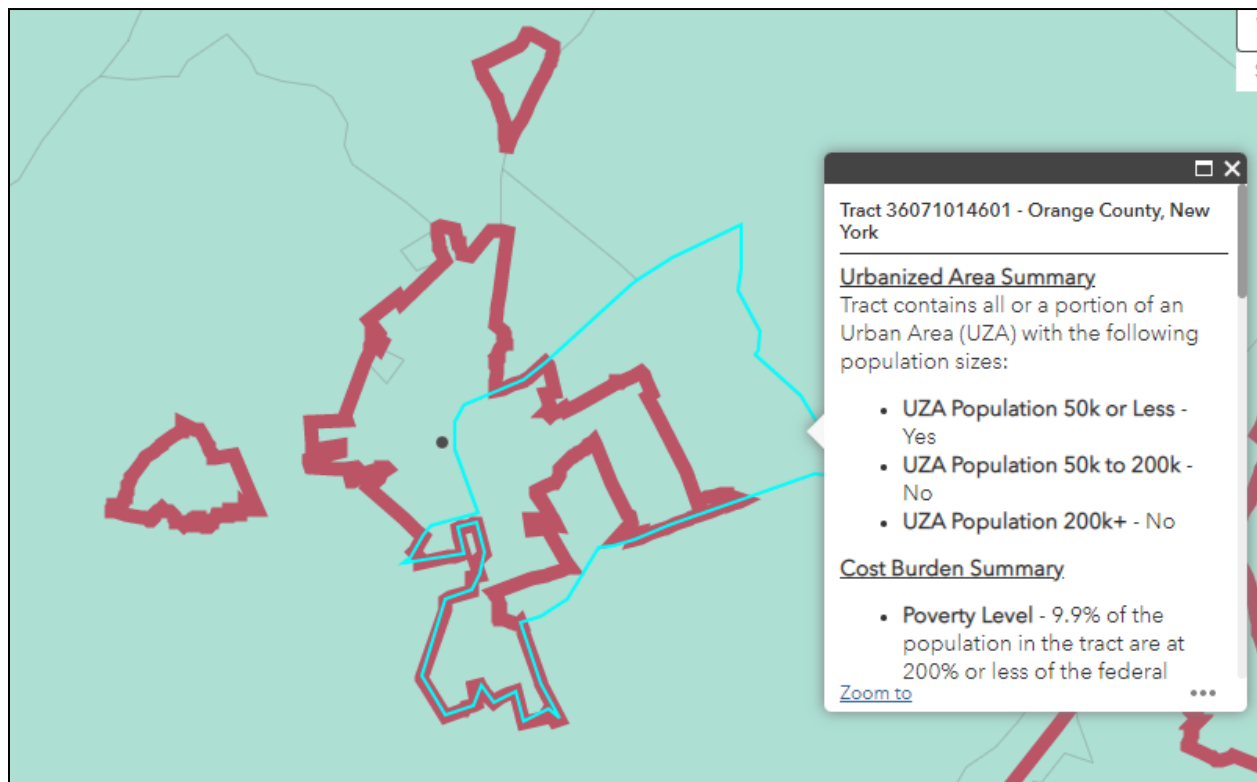 Tract 36071014601 - Orange County, New
York
Urbanized Area Summary
Tract contains all or a portion of an
Urban Area (UZA) with the following
population sizes:
• UZA Population 50k or Less -
Yes
• UZA Population 50k to 200k -
No
• UZA Population 200k+ - No
Cost Burden Summary
• Poverty Level - 9.9% of the
population in the tract are at
200% or less of the federal
Zoom to